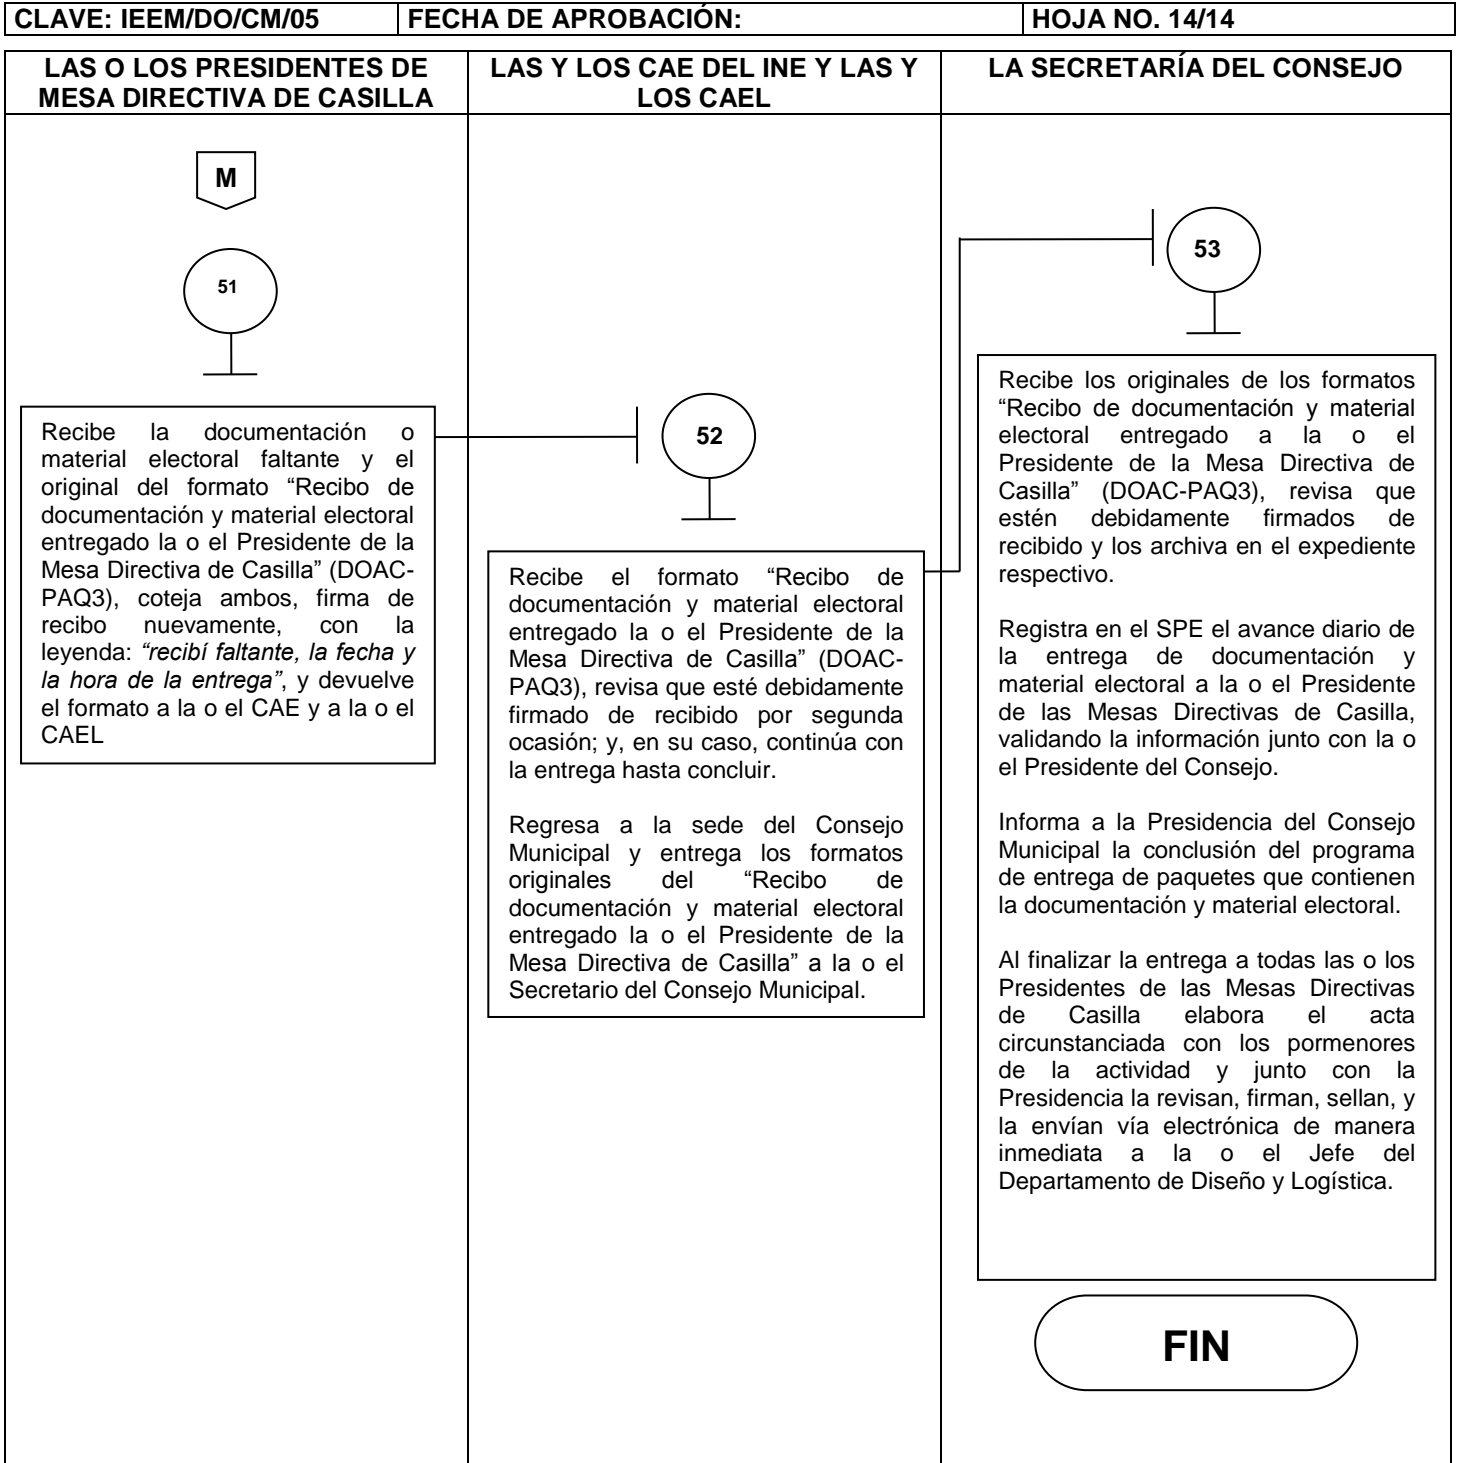 CLAVE: IEEM/DO/CM/05
FECHA DE APROBACIÓN:
HOJA NO. 14/14
LAS O LOS PRESIDENTES DE
MESA DIRECTIVA DE CASILLA
LAS Y LOS CAE DEL INE Y LAS Y
LOS CAEL
LA SECRETARÍA DEL CONSEJO
M
51
Recibe la documentación o
material electoral faltante y el
original del formato “Recibo de
documentación y material electoral
entregado la o el Presidente de la
Mesa Directiva de Casilla” (DOAC-
PAQ3), coteja ambos, firma de
recibo nuevamente, con la
leyenda: “recibí faltante, la fecha y
la hora de la entrega”, y devuelve
el formato a la o el CAE y a la o el
CAEL
52
Recibe el formato “Recibo de
documentación y material electoral
entregado la o el Presidente de la
Mesa Directiva de Casilla” (DOAC-
PAQ3), revisa que esté debidamente
firmado de recibido por segunda
ocasión; y, en su caso, continúa con
la entrega hasta concluir.
Regresa a la sede del Consejo
Municipal y entrega los formatos
originales del “Recibo de
documentación y material electoral
entregado la o el Presidente de la
Mesa Directiva de Casilla” a la o el
Secretario del Consejo Municipal.
53
Recibe los originales de los formatos
“Recibo de documentación y material
electoral entregado a la o el
Presidente de la Mesa Directiva de
Casilla” (DOAC-PAQ3), revisa que
estén debidamente firmados de
recibido y los archiva en el expediente
respectivo.
Registra en el SPE el avance diario de
la entrega de documentación y
material electoral a la o el Presidente
de las Mesas Directivas de Casilla,
validando la información junto con la o
el Presidente del Consejo.
Informa a la Presidencia del Consejo
Municipal la conclusión del programa
de entrega de paquetes que contienen
la documentación y material electoral.
Al finalizar la entrega a todas las o los
Presidentes de las Mesas Directivas
de Casilla elabora el acta
circunstanciada con los pormenores
de la actividad y junto con la
Presidencia la revisan, firman, sellan, y
la envían vía electrónica de manera
inmediata a la o el Jefe del
Departamento de Diseño y Logística.
FIN